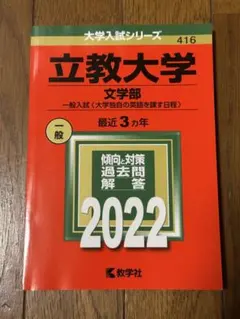 大学入試シリーズ
416
立教大学
文学部
一般入試〈大学独自の英語を課す日程〉
最近3カ年
一般
傾向と対策
過去問
解答
2022
数学社